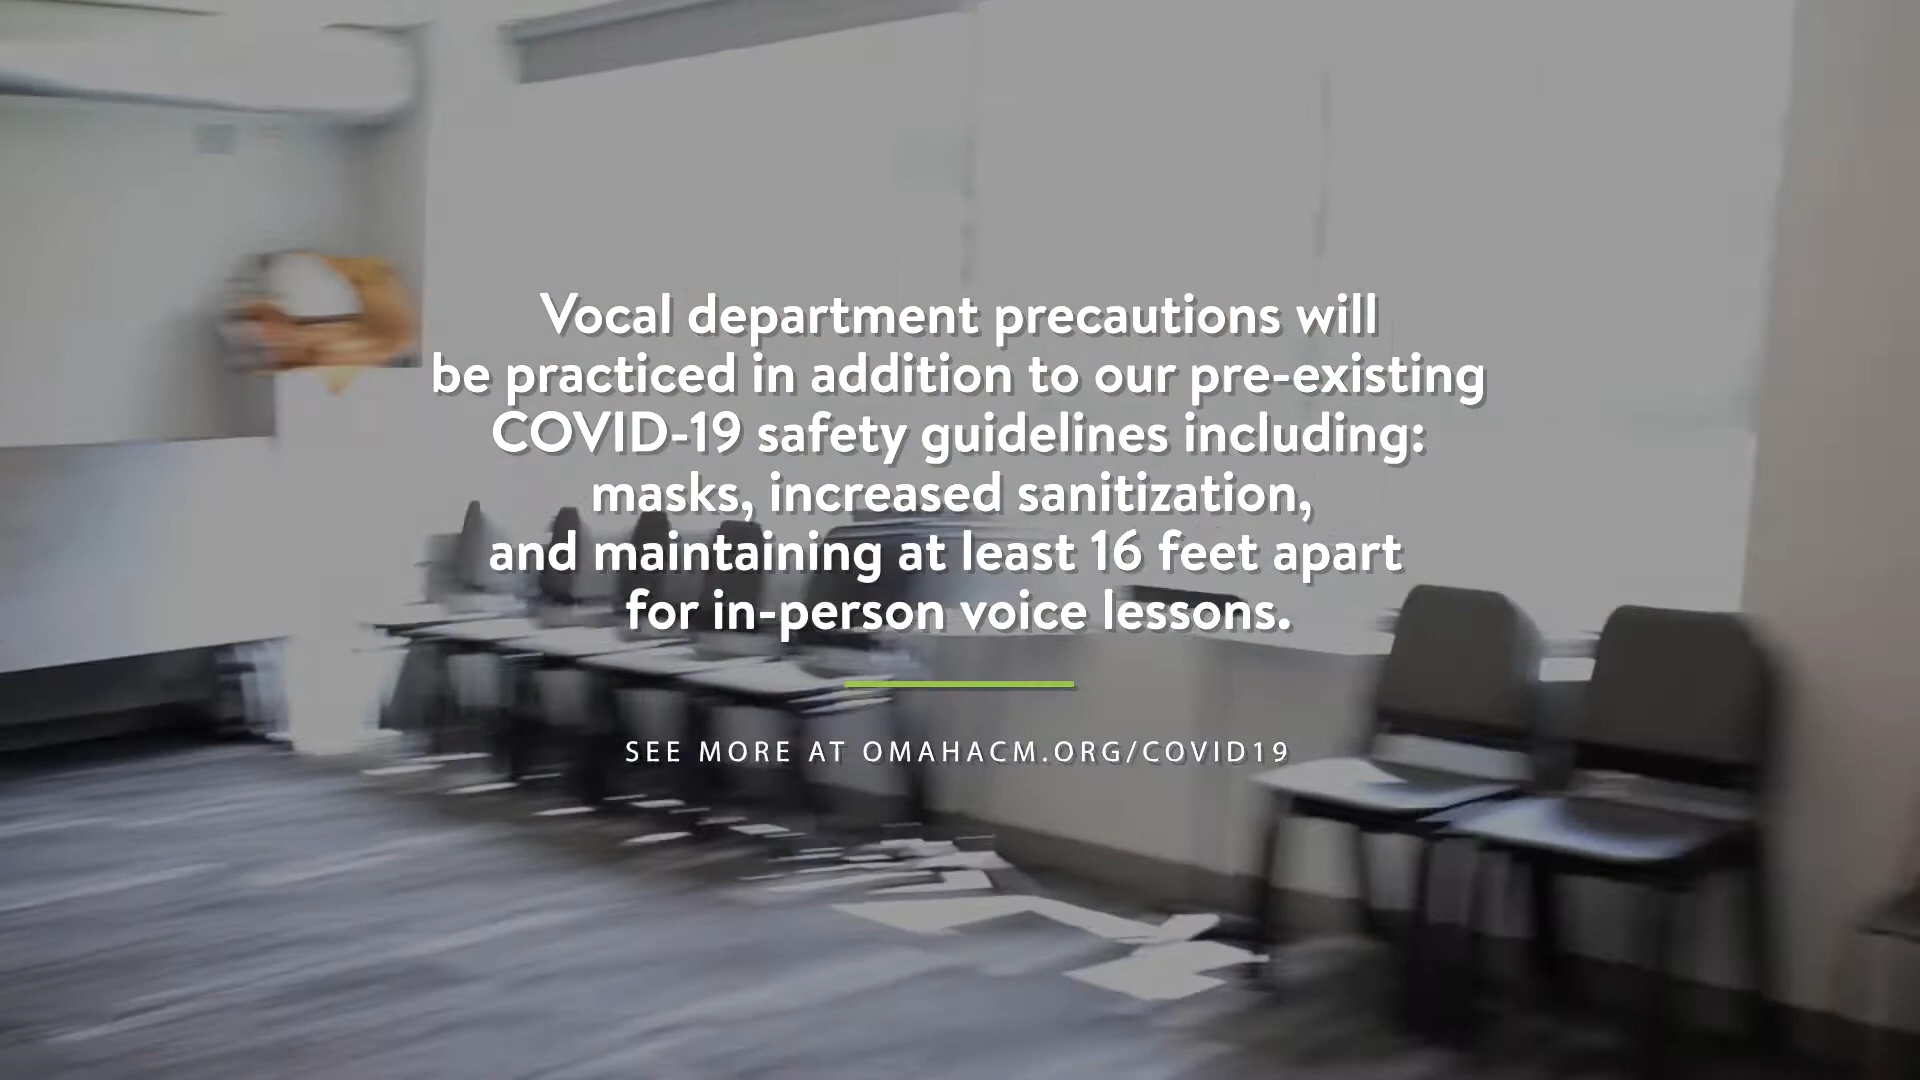 Vocal department precautions will
be practiced in addition to our pre-existing
COVID-19 safety guidelines including:
masks, increased sanitization,
and maintaining at least 16 feet apart
for in-person voice lessons.
SEE MORE AT OMAHACM.ORG/COVID19